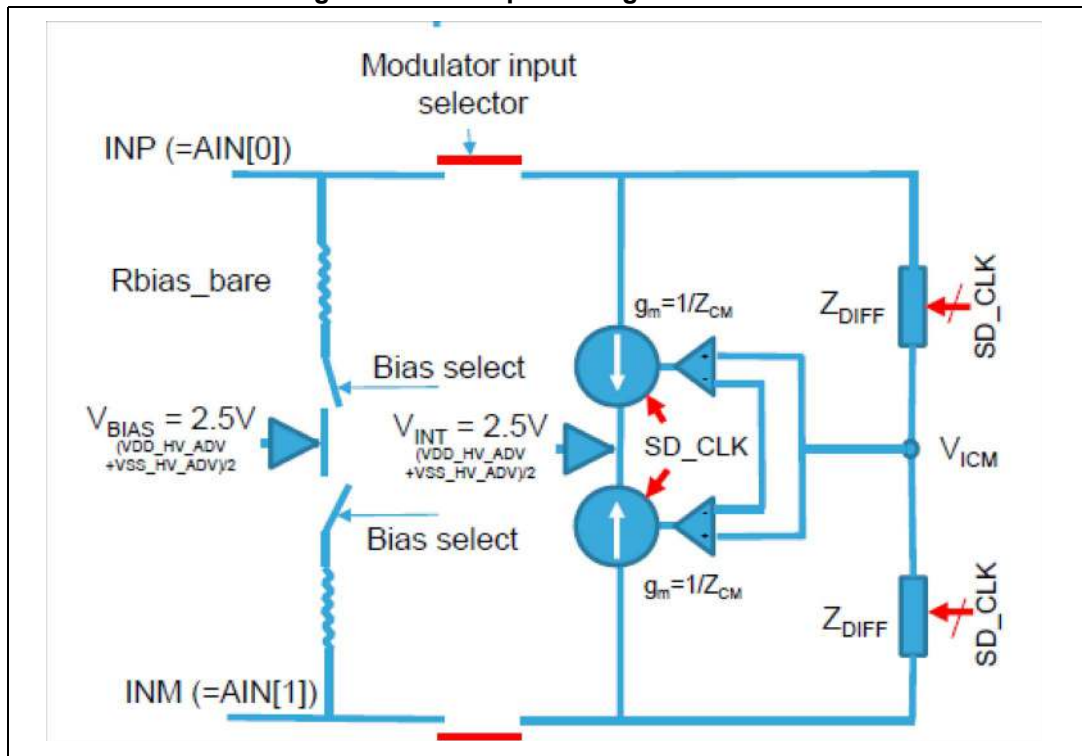 Modulator input
selector
INP (=AIN[0])
Rbias_bare
gm=1/ZCM
ZDIFF
SD_CLK
Bias select
VBIAS = 2.5V
(VDD_HV_ADV
+VSS_HV_ADV)/2
VINT = 2.5V
(VDD_HV_ADV
+VSS_HV_ADV)/2
SD_CLK
VICM
Bias select
gm=1/ZCM
ZDIFF
SD_CLK
INM (=AIN[1])
+
-
-
+